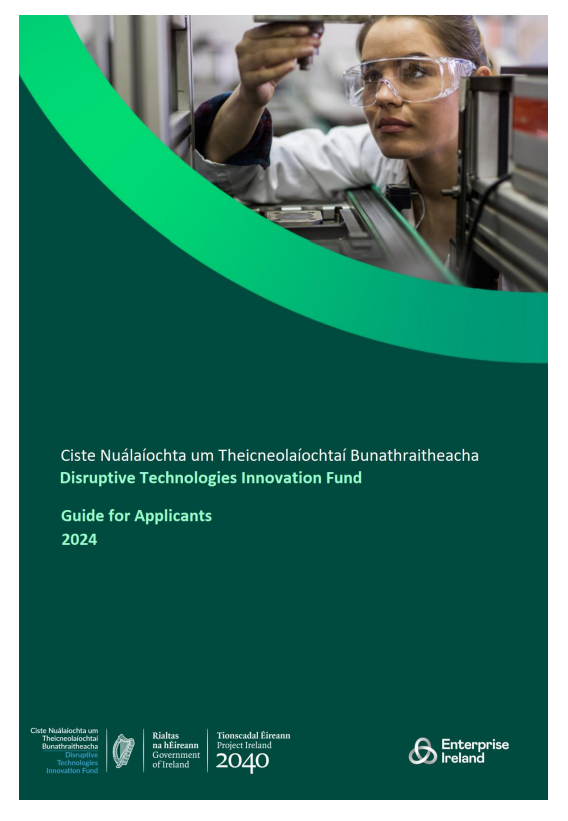 Ciste Nuálaíochta um Theicneolaíochtaí Bunathraitheacha
Disruptive Technologies Innovation Fund
Guide for Applicants
2024
Ciste Nuálaíochta um
Theicneolaíochtaí
Bunathraitheacha
Disruptive
Technologies
Innovation Fund
Rialtas
na hÉireann
Government
of Ireland
Tionscadal Éireann
Project Ireland
2040
Enterprise
Ireland